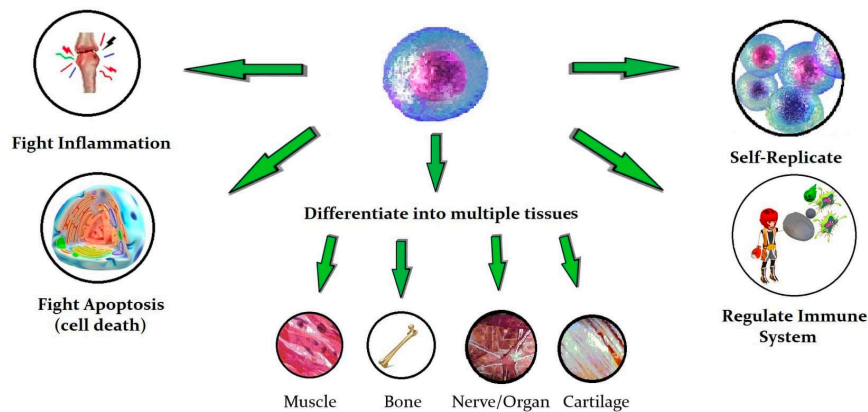 Fight Inflammation
Self-Replicate
Differentiate into multiple tissues
Fight Apoptosis
(cell death)
Regulate Immune
System
Muscle
Bone
Nerve/Organ
Cartilage